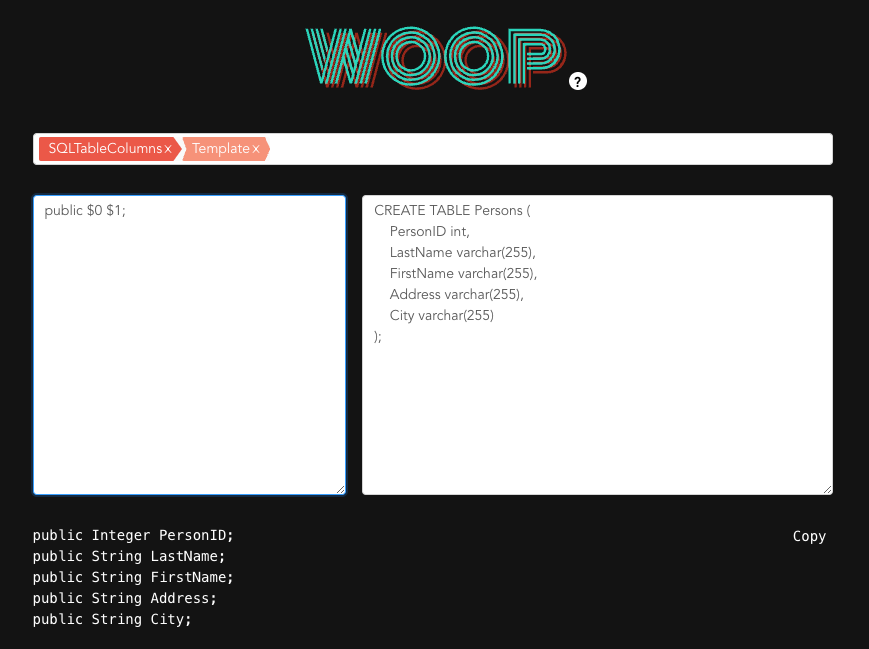 WOOP
?
SQLTableColumns x Template x
public $0 $1;
CREATE TABLE Persons (
    PersonID int,
    LastName varchar(255),
    FirstName varchar(255),
    Address varchar(255),
    City varchar(255)
);
public Integer PersonID;
Copy
public String LastName;
public String FirstName;
public String Address;
public String City;